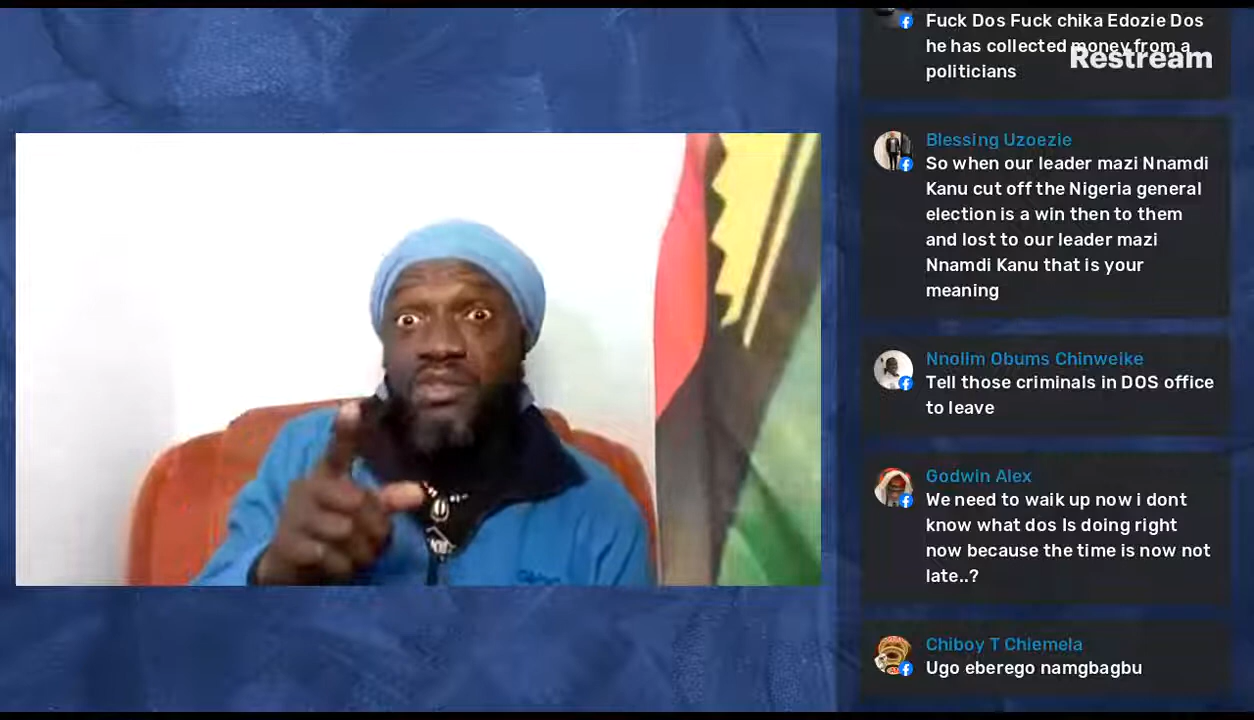 Fuck Dos Fuck chika Edozie Dos
he has collected money from a
politicians
Restream
Blessing Uzoezie
So when our leader mazi Nnamdi
Kanu cut off the Nigeria general
election is a win then to them
and lost to our leader mazi
Nnamdi Kanu that is your
meaning
Nnolim Obums Chinweike
Tell those criminals in DOS office
to leave
Godwin Alex
We need to waik up now i dont
know what dos Is doing right
now because the time is now not
late..?
Chiboy T Chiemela
Ugo eberego namgbagbu